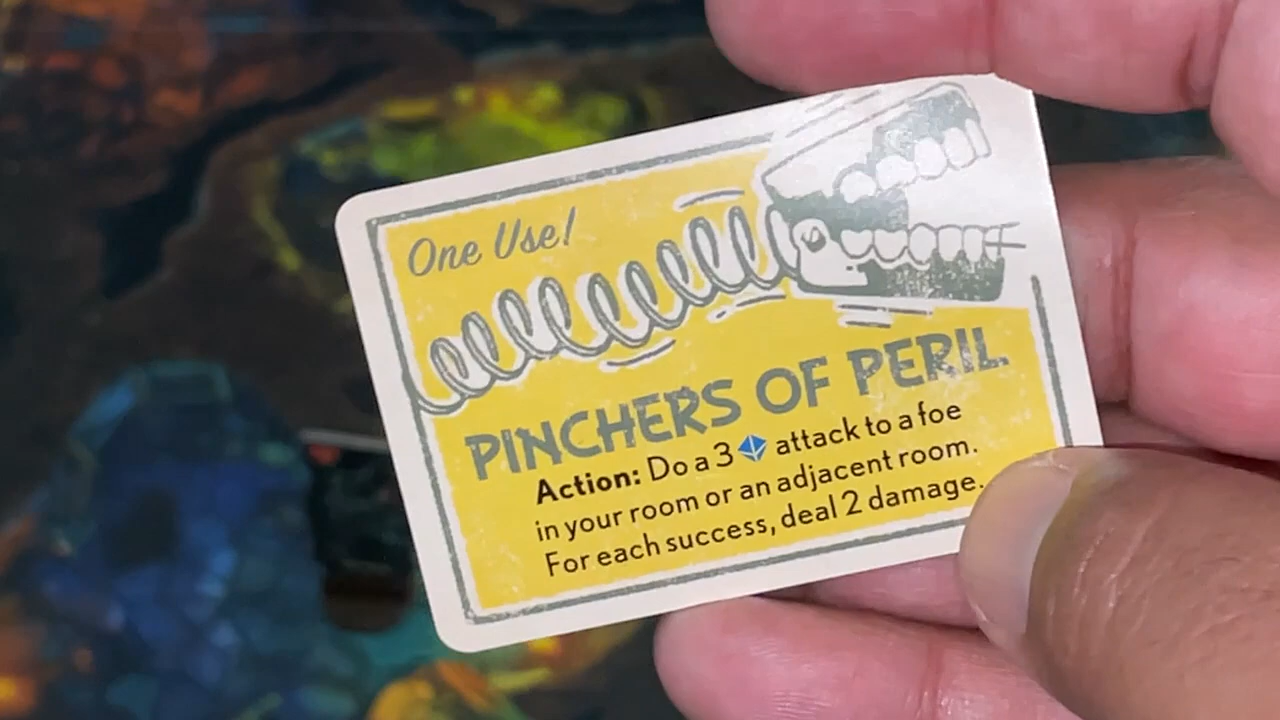 One Use!
PINCHERS OF PERIL
Action: Do a 3 attack to a foe
in your room or an adjacent room.
For each success, deal 2 damage.